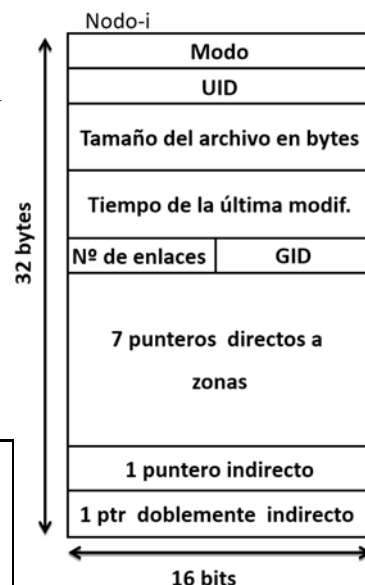 Nodo-i
Modo
UID
Tamaño del archivo en bytes
Tiempo de la última modif.
Nº de enlaces
GID
7 punteros directos a
zonas
1 puntero indirecto
1 ptr doblemente indirecto
32 bytes
16 bits